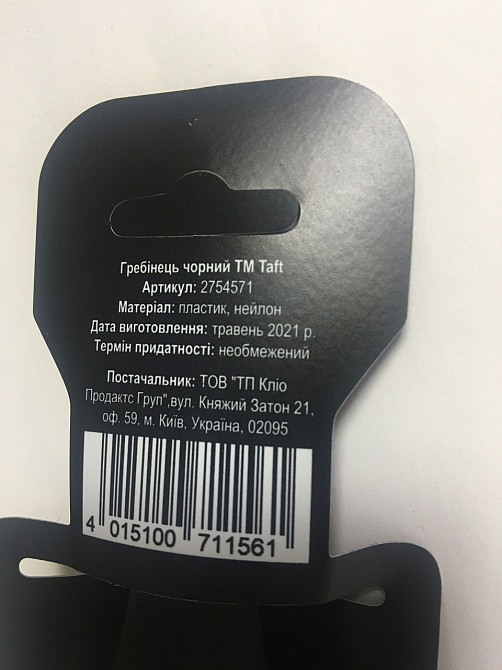 Гребінець чорний ТМ Taft
Артикул: 2754571
Матеріал: пластик, нейлон
Дата виготовлення: травень 2021 р.
Термін придатності: необмежений
Постачальник: ТОВ "ТП Кліо
Продактс Груп",вул. Княжий Затон 21,
оф. 59, м. Київ, Україна, 02095
4 015100 711561